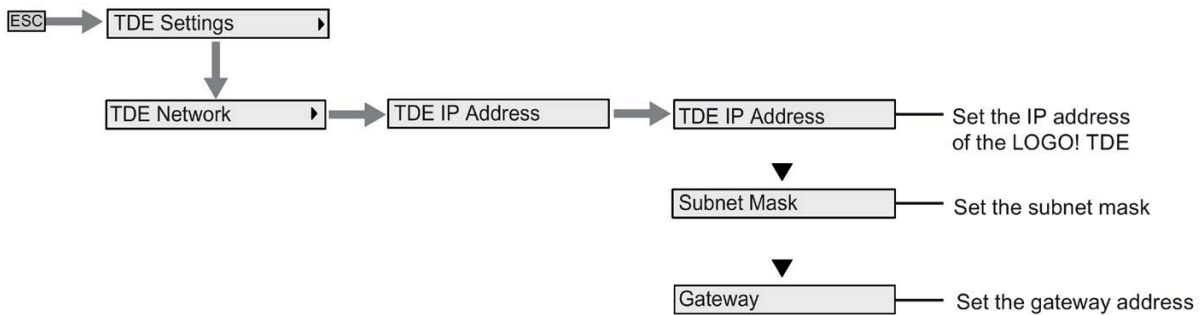 ESC
TDE Settings
TDE Network
TDE IP Address
TDE IP Address
Set the IP address
of the LOGO! TDE
Subnet Mask
Set the subnet mask
Gateway
Set the gateway address